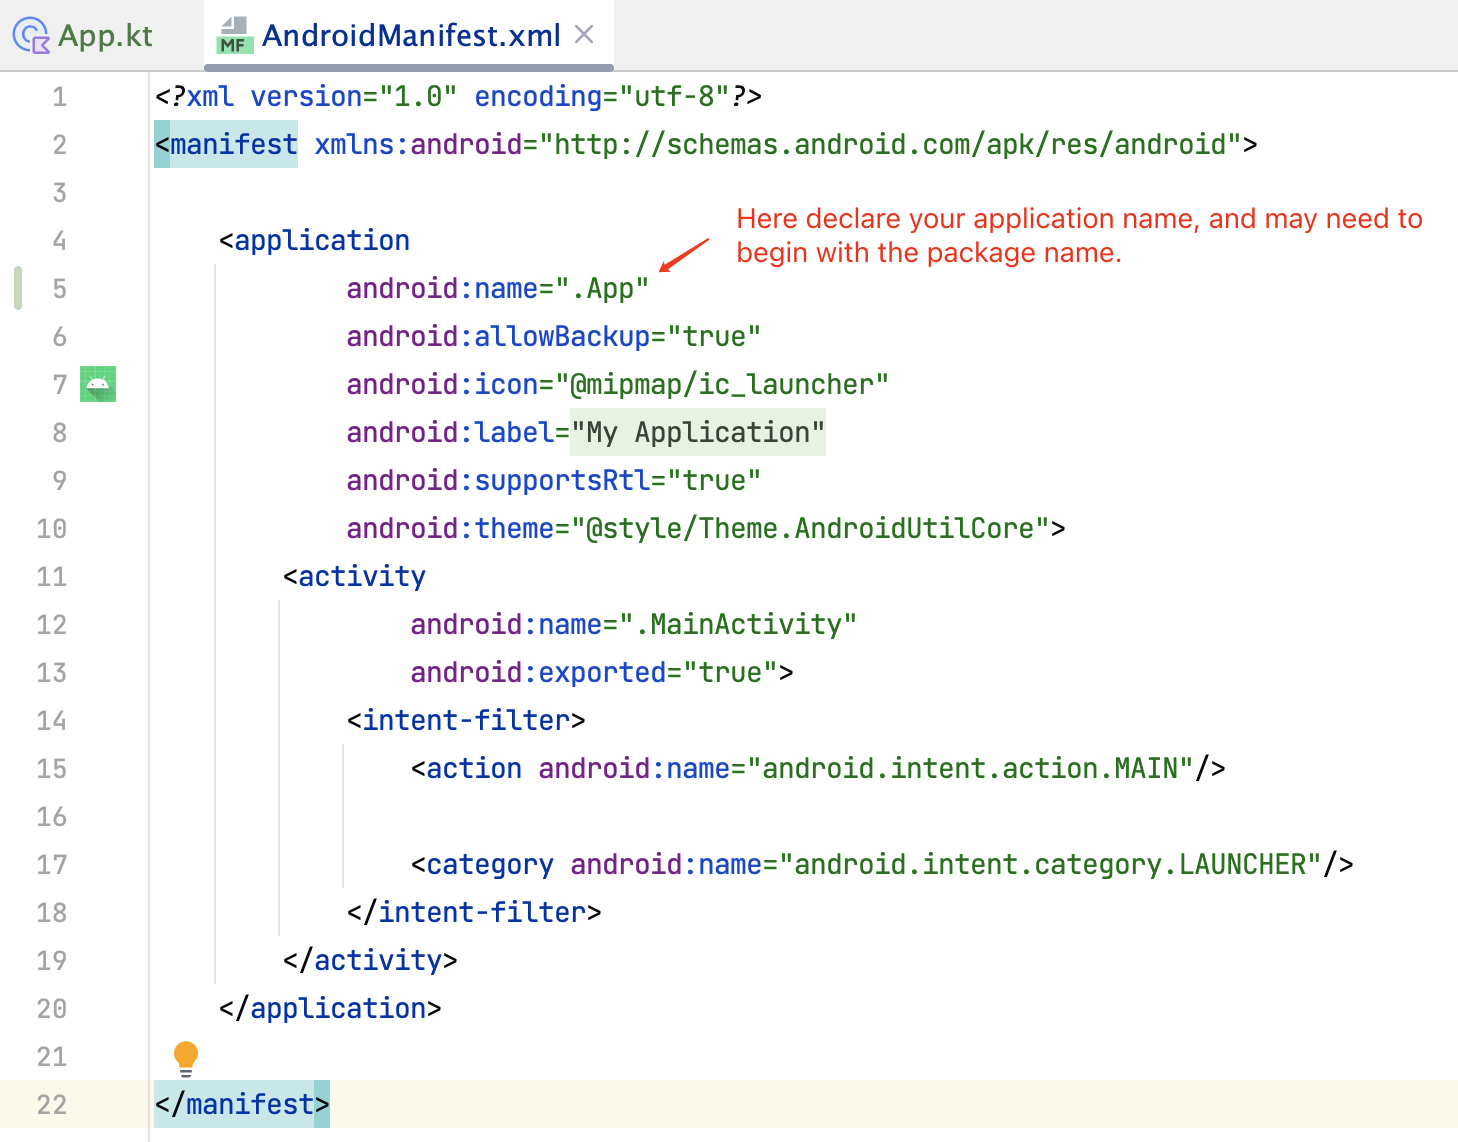 App.kt
MF AndroidManifest.xml
1 <?xml version="1.0" encoding="utf-8"?>
2 <manifest xmlns:android="http://schemas.android.com/apk/res/android">
3
Here declare your application name, and may need to
begin with the package name.
4 <application
5 android:name=".App"
6 android:allowBackup="true"
7 android:icon="@mipmap/ic_launcher"
8 android:label="My Application"
9 android:supportsRtl="true"
10 android:theme="@style/Theme.AndroidUtilCore">
11 <activity
12 android:name=".MainActivity"
13 android:exported="true">
14 <intent-filter>
15 <action android:name="android.intent.action.MAIN"/>
16
17 <category android:name="android.intent.category.LAUNCHER"/>
18 </intent-filter>
19 </activity>
20 </application>
21
22 </manifest>